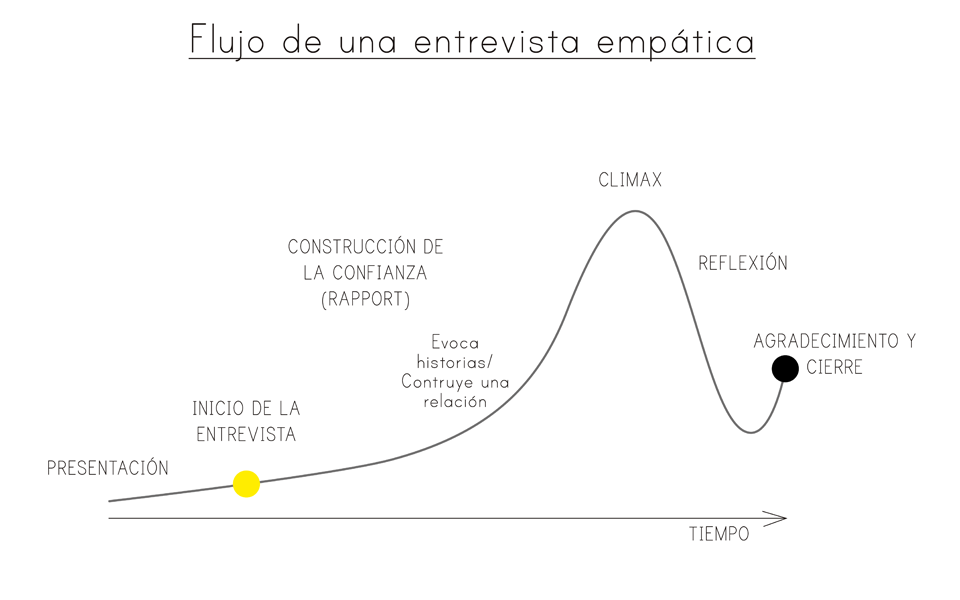 Flujo de una entrevista empática
CLIMAX
CONSTRUCCIÓN DE
LA CONFIANZA
(RAPPORT)
REFLEXIÓN
Evoca
historias/
Contruye una
relación
AGRADECIMIENTO Y
CIERRE
INICIO DE LA
ENTREVISTA
PRESENTACIÓN
TIEMPO